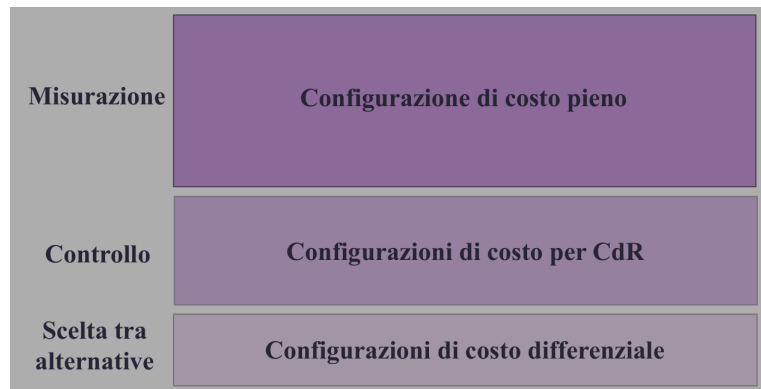 Misurazione
Configurazione di costo pieno
Controllo
Configurazioni di costo per CdR
Scelta tra
alternative
Configurazioni di costo differenziale